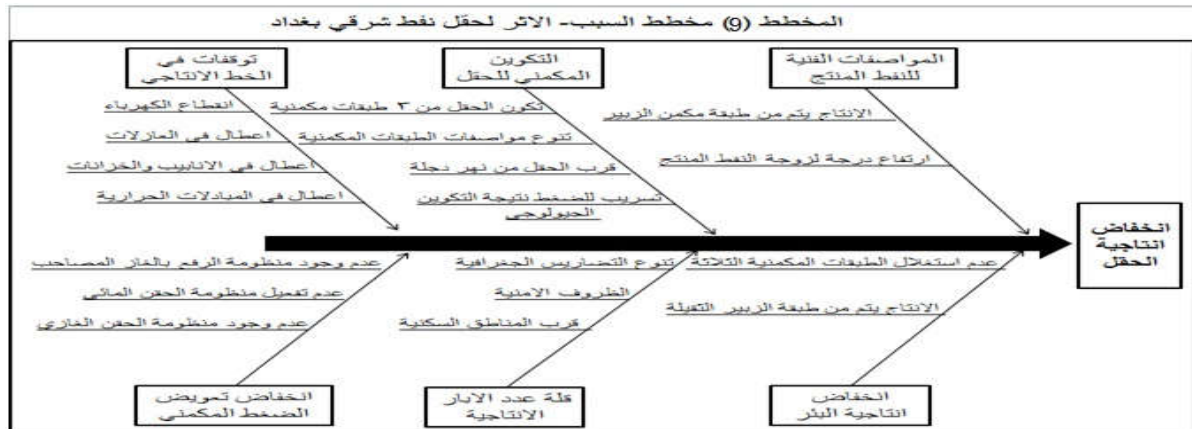 المخطط (9) مخطط السبب- الاثر لحقل نفط شرقي بغداد
المواصفات الفنية
للنفط المنتج
الانتاج يتم من طبقة مكمن الزبير
ارتفاع درجة لزوجة النفط المنتج
التكوين
المكمني للحقل
تكون الحقل من ٣ طبقات مكمنية
تنوع مواصفات الطبقات المكمنية
قرب الحقل من نهر دجلة
تسريب للضغط نتيجة التكوين
الجيولوجي
توقفات في
الخط الانتاجي
انقطاع الكهرباء
اعطال في العازلات
اعطال في الانابيب والخزانات
اعطال في المبادلات الحرارية
انخفاض
انتاجية
الحقل
عدم استغلال الطبقات المكمنية الثلاثة
الانتاج يتم من طبقة الزبير الثقيلة
انخفاض
انتاجية البئر
تنوع التضاريس الجغرافية
الظروف الامنية
قرب المناطق السكنية
قلة عدد الابار
الانتاجية
عدم وجود منظومة الرفع بالغاز المصاحب
عدم تفعيل منظومة الحقن المائي
عدم وجود منظومة الحقن الغازي
انخفاض تعويض
الضغط المكمني